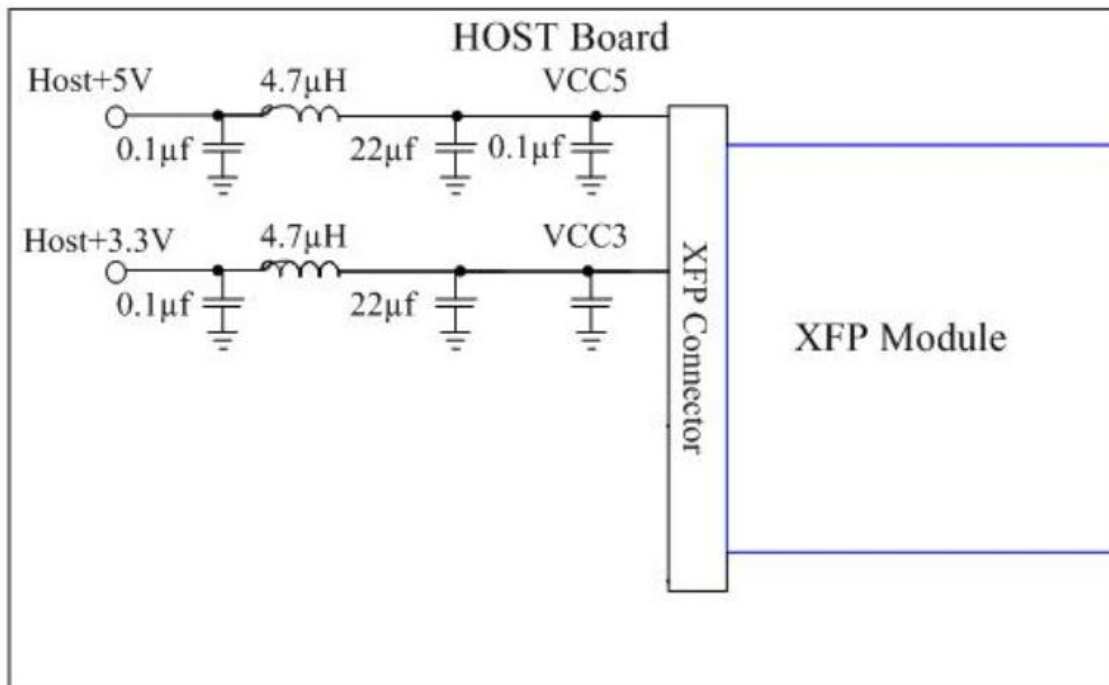 HOST Board
Host+5V
4.7μH
VCC5
0.1μf
22μf
0.1μf
Host+3.3V
4.7μH
VCC3
0.1μf
22μf
XFP Connector
XFP Module